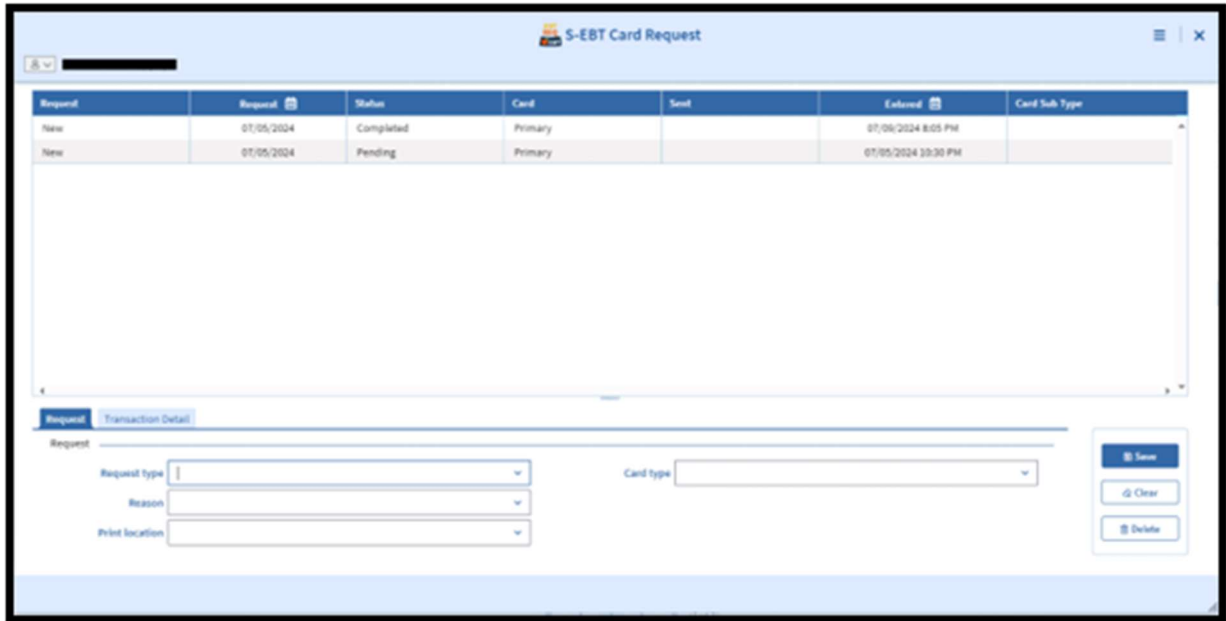 S-EBT Card Request
Request Request Status Card Sent Entered Card Sub Type
New 07/05/2024 Completed Primary 07/09/2024 8:05 PM
New 07/05/2024 Pending Primary 07/05/2024 10:30 PM
Request Transaction Detail
Request
Request type Card type
Reason
Print location
Save
Clear
Delete